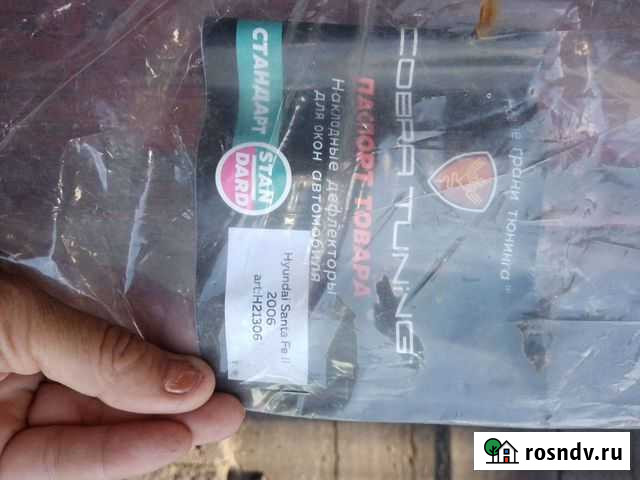 COBRA TUNING
грани тюнинга"
ПАСПОРТ ТОВАРА
Накладные дефлекторы
для окон автомобиля
СТАНДАРТ
STAN
DARD
Hyundai Santa Fe II
2006
art:H21306
rosndv.ru